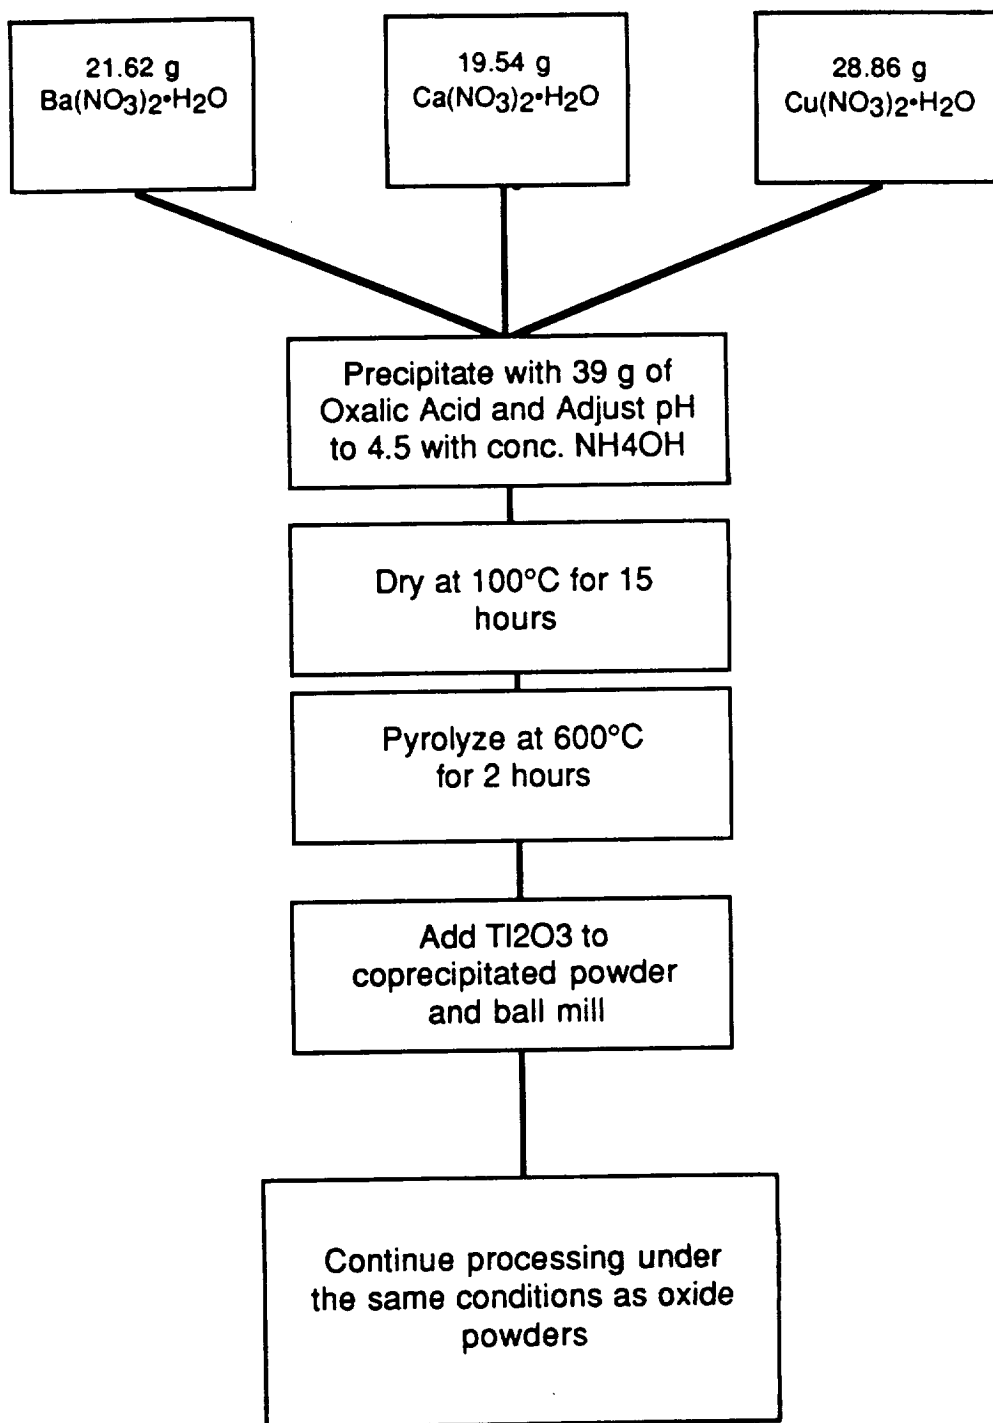 21.62 g
Ba(NO3)2•H2O
19.54 g
Ca(NO3)2•H2O
28.86 g
Cu(NO3)2•H2O
Precipitate with 39 g of
Oxalic Acid and Adjust pH
to 4.5 with conc. NH4OH
Dry at 100°C for 15
hours
Pyrolyze at 600°C
for 2 hours
Add Tl2O3 to
coprecipitated powder
and ball mill
Continue processing under
the same conditions as oxide
powders